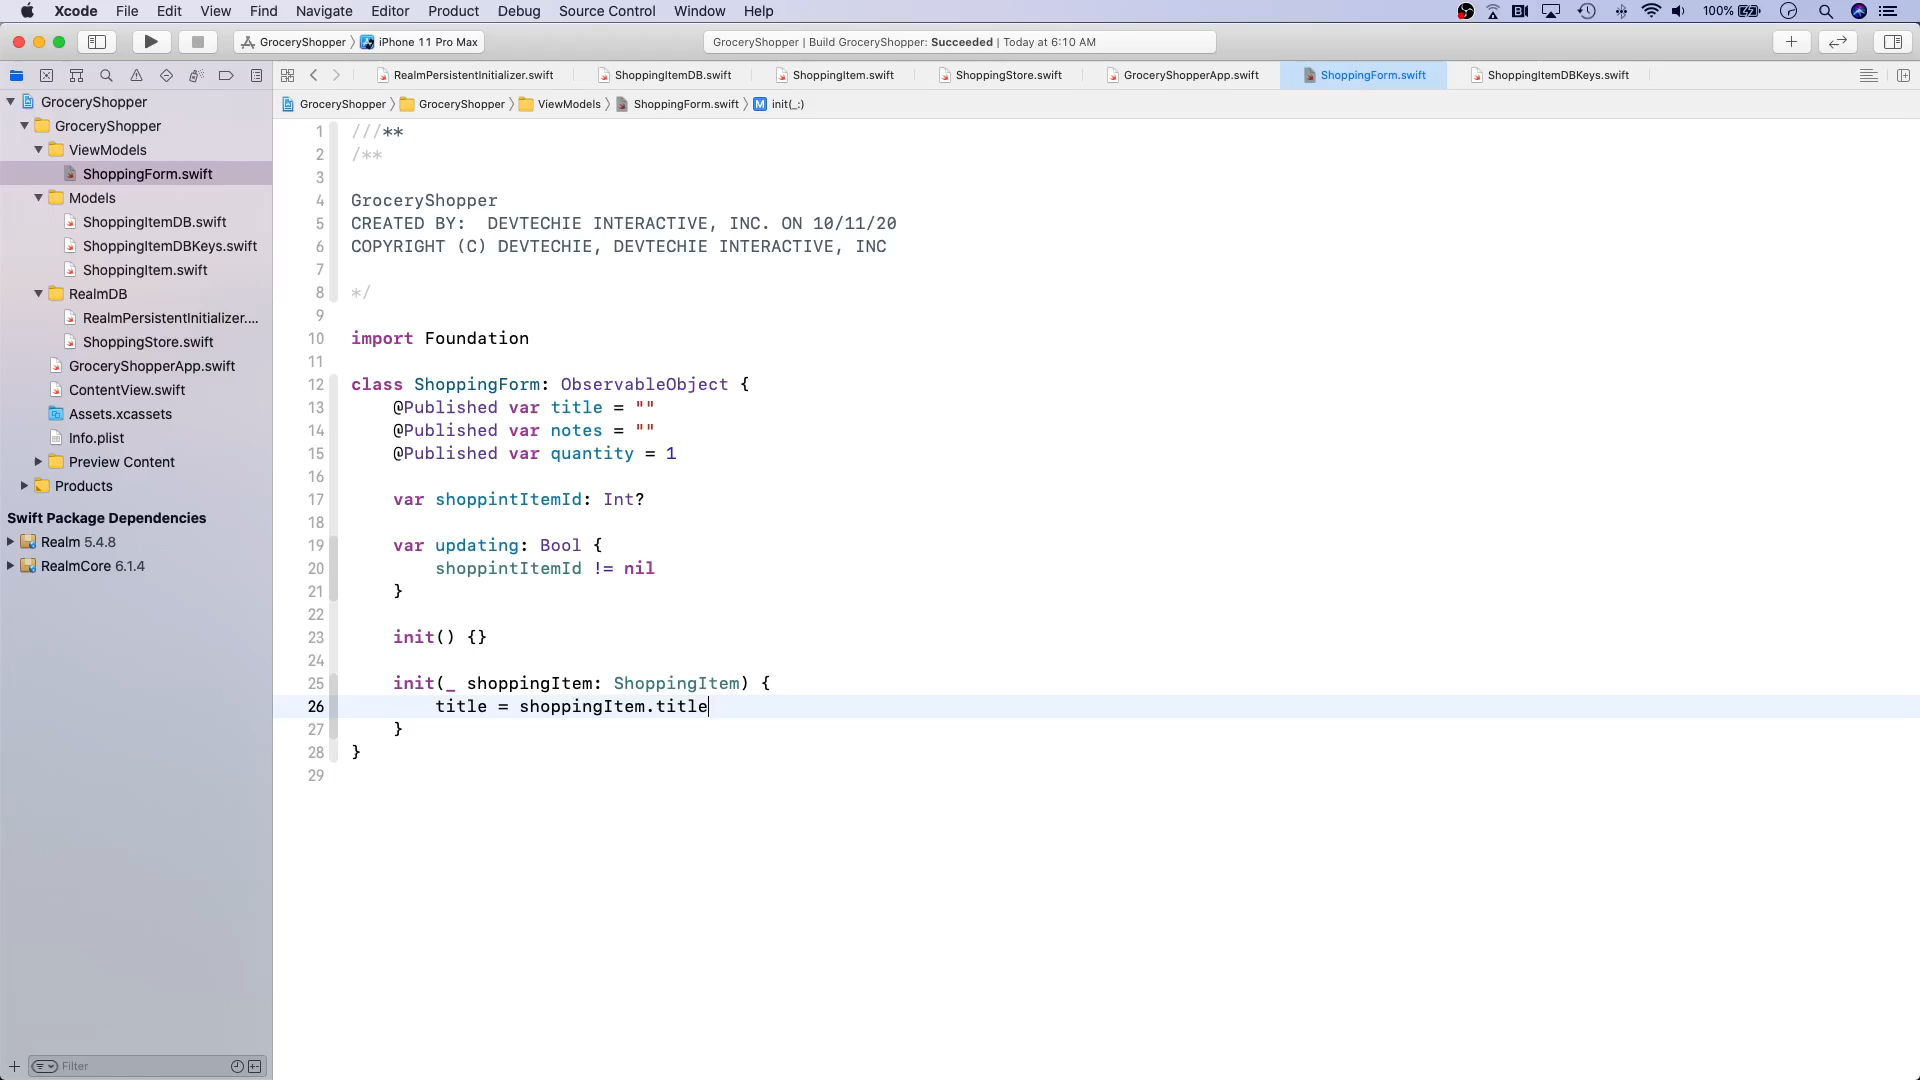 Xcode File Edit View Find Navigate Editor Product Debug Source Control Window Help 100%
GroceryShopper iPhone 11 Pro Max GroceryShopper | Build GroceryShopper: Succeeded | Today at 6:10 AM
RealmPersistentInitializer.swift ShoppingItemDB.swift ShoppingItem.swift ShoppingStore.swift GroceryShopperApp.swift ShoppingForm.swift ShoppingItemDBKeys.swift
GroceryShopper GroceryShopper ViewModels ShoppingForm.swift M init(_:)
GroceryShopper
GroceryShopper
ViewModels
ShoppingForm.swift
Models
ShoppingItemDB.swift
ShoppingItemDBKeys.swift
ShoppingItem.swift
RealmDB
RealmPersistentInitializer....
ShoppingStore.swift
GroceryShopperApp.swift
ContentView.swift
Assets.xcassets
Info.plist
Preview Content
Products
Swift Package Dependencies
Realm 5.4.8
RealmCore 6.1.4
Filter
1 ///**
2 /**
3
4 GroceryShopper
5 CREATED BY:  DEVTECHIE INTERACTIVE, INC. ON 10/11/20
6 COPYRIGHT (C) DEVTECHIE, DEVTECHIE INTERACTIVE, INC
7
8 */
9
10 import Foundation
11
12 class ShoppingForm: ObservableObject {
13     @Published var title = ""
14     @Published var notes = ""
15     @Published var quantity = 1
16
17     var shoppintItemId: Int?
18
19     var updating: Bool {
20         shoppintItemId != nil
21     }
22
23     init() {}
24
25     init(_ shoppingItem: ShoppingItem) {
26         title = shoppingItem.title
27     }
28 }
29